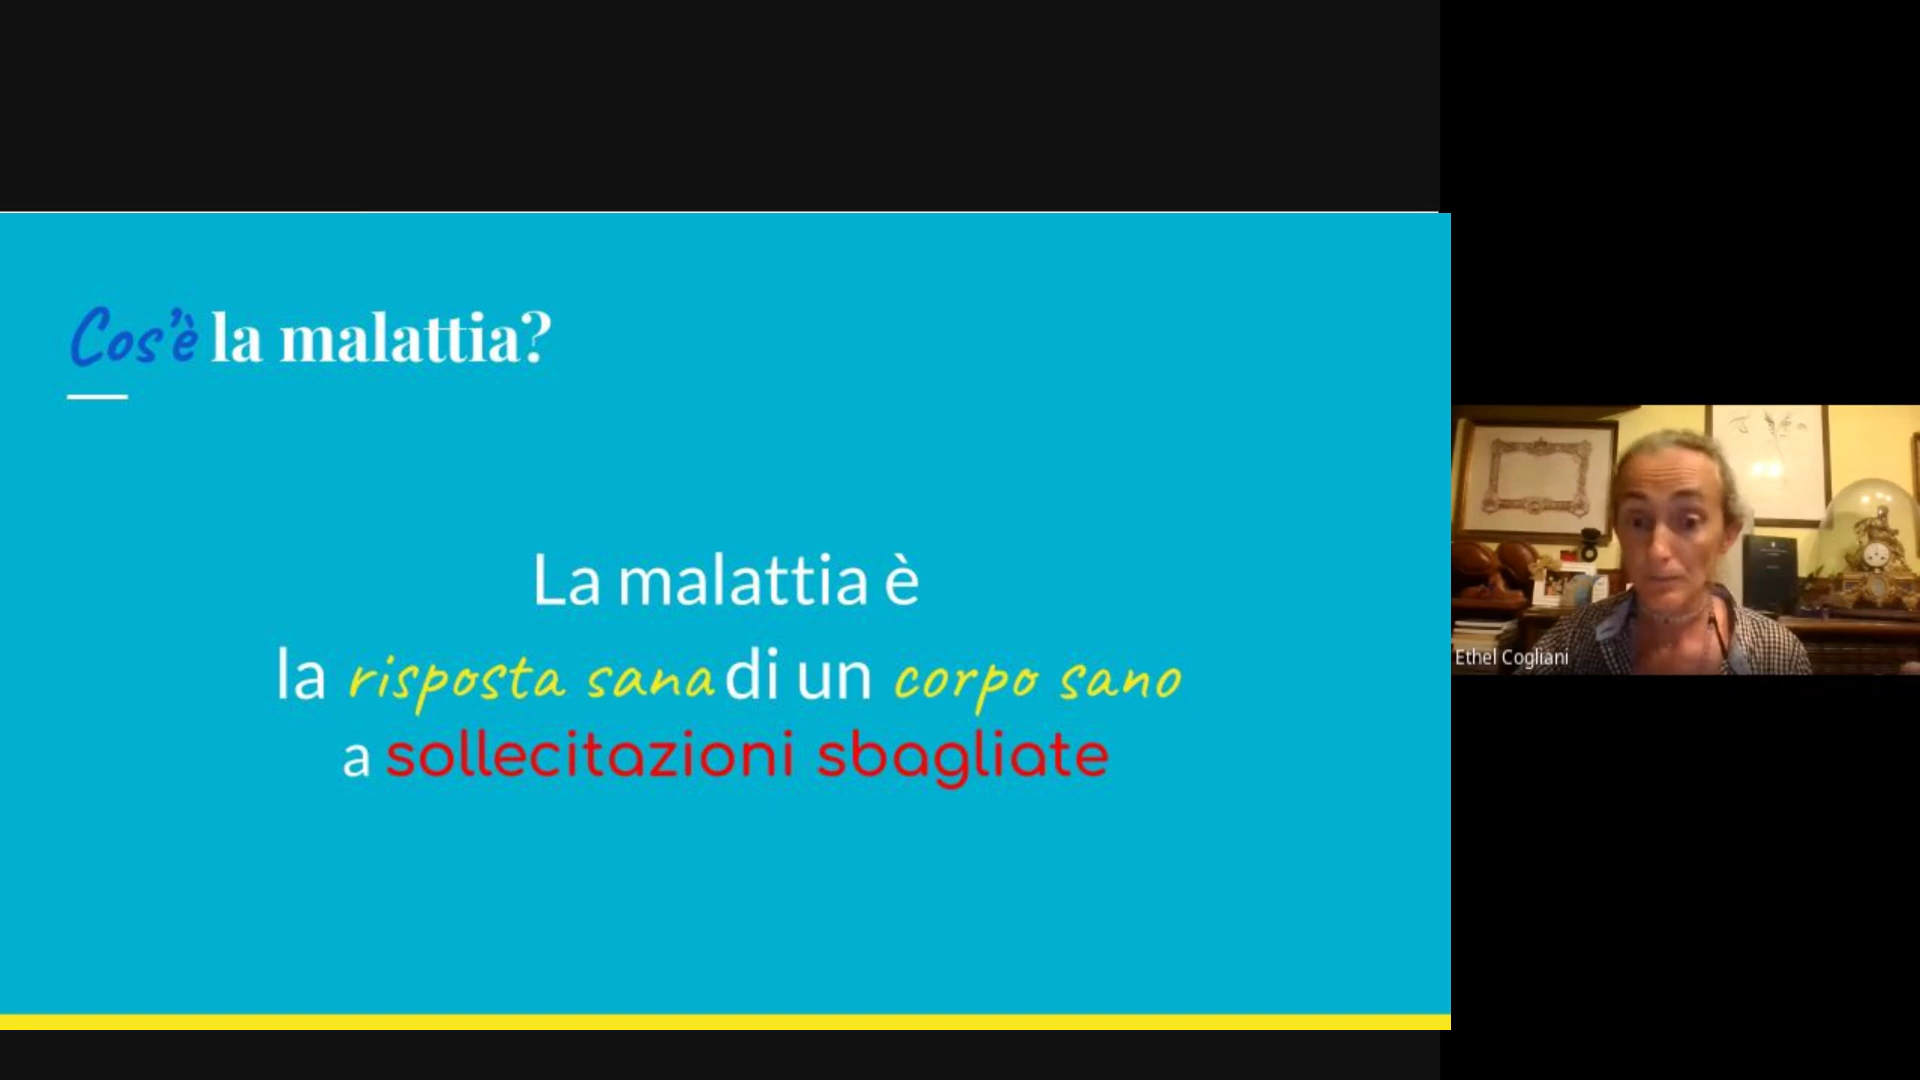 Cos'è la malattia?
La malattia è
la risposta sana di un corpo sano
a sollecitazioni sbagliate
Ethel Cogliani